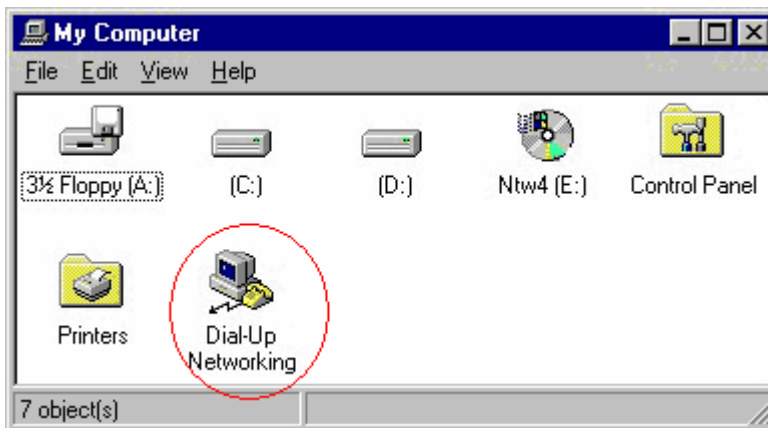 My Computer
File Edit View Help
3½ Floppy (A:)
(C:)
(D:)
Ntw4 (E:)
Control Panel
Printers
Dial-Up
Networking
7 object(s)